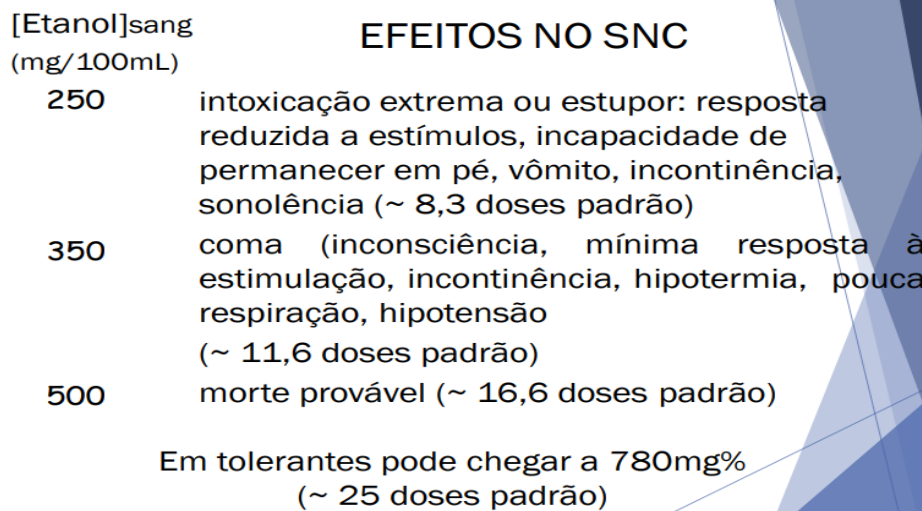 [Etanol]sang
EFEITOS NO SNC
(mg/100mL)
250 intoxicação extrema ou estupor: resposta
reduzida a estímulos, incapacidade de
permanecer em pé, vômito, incontinência,
sonolência (~ 8,3 doses padrão)
350 coma (inconsciência, mínima resposta à
estimulação, incontinência, hipotermia, pouca
respiração, hipotensão
(~ 11,6 doses padrão)
500 morte provável (~ 16,6 doses padrão)
Em tolerantes pode chegar a 780mg%
(~ 25 doses padrão)